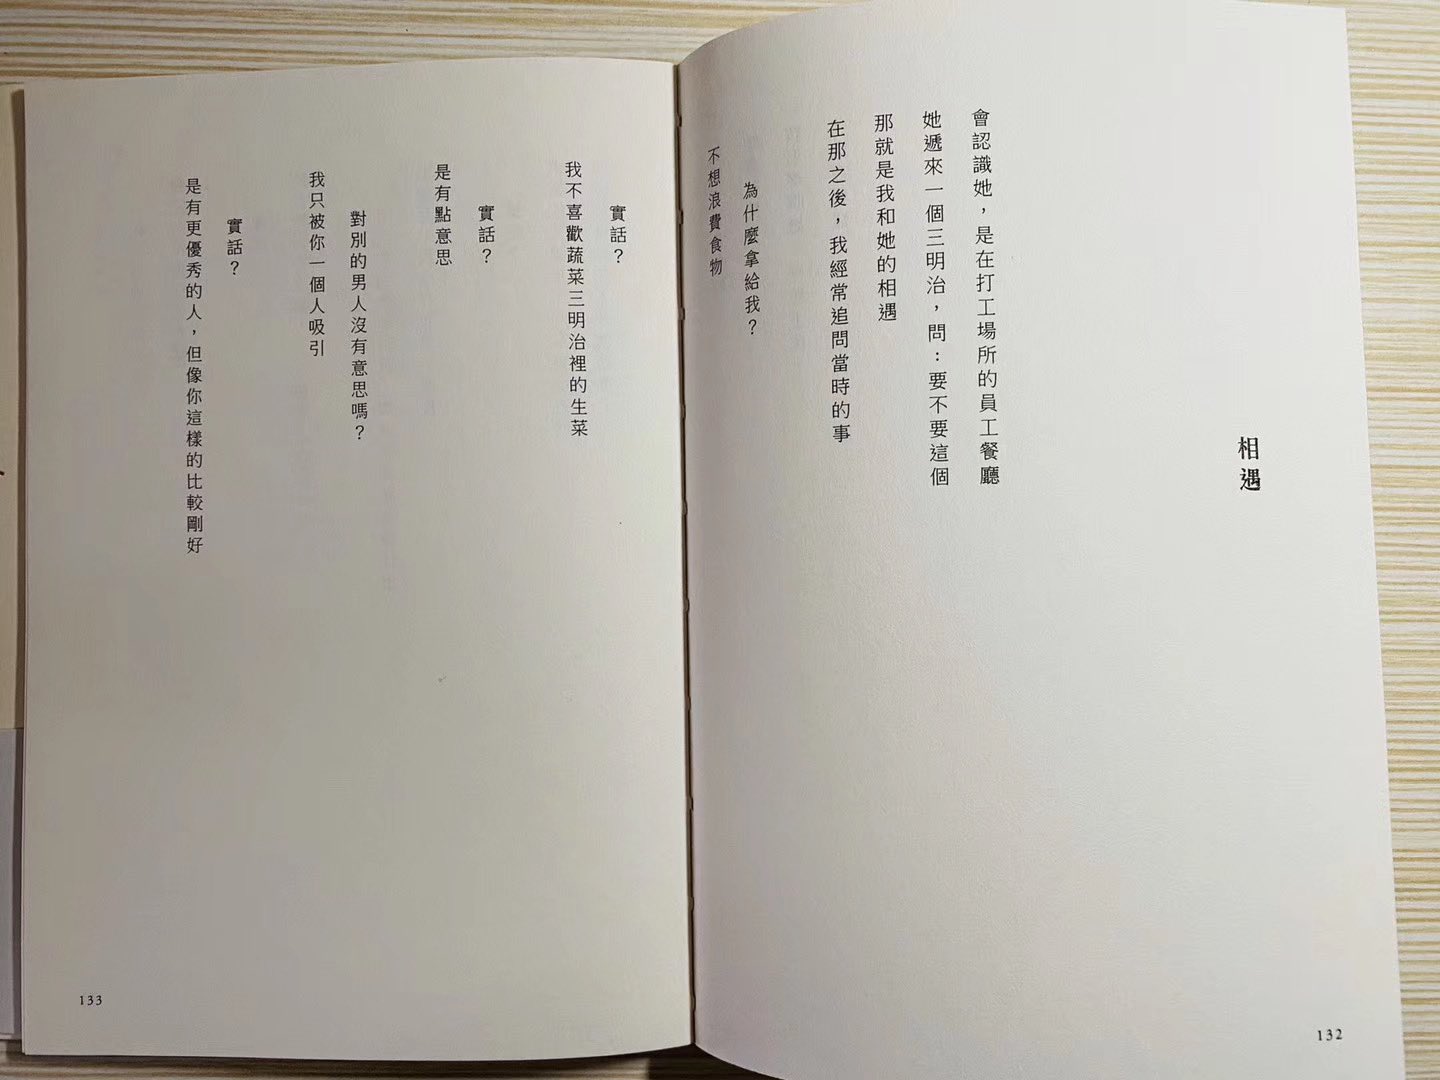 相遇
會認識她，是在打工場所的員工餐廳
她遞來一個三明治，問：要不要這個
那就是我和她的相遇
在那之後，我經常追問當時的事
為什麼拿給我？
不想浪費食物
132
實話？
我不喜歡蔬菜三明治裡的生菜
實話？
是有點意思
對別的男人沒有意思嗎？
我只被你一個人吸引
實話？
是有更優秀的人，但像你這樣的比較剛好
133